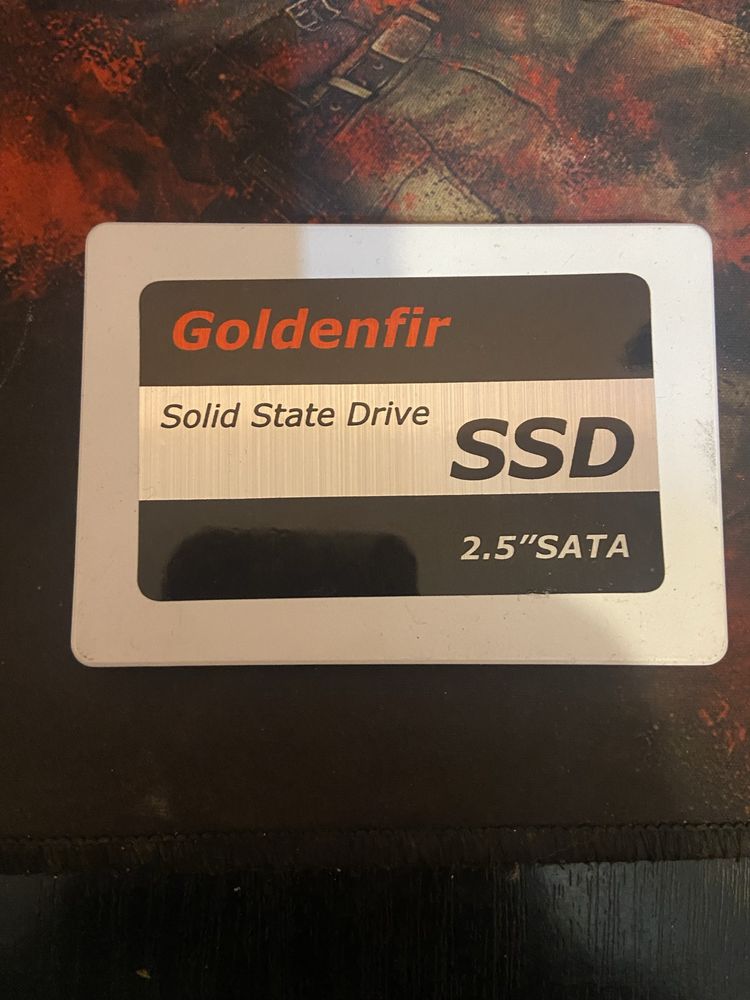 Goldenfir
Solid State Drive
SSD
2.5”SATA